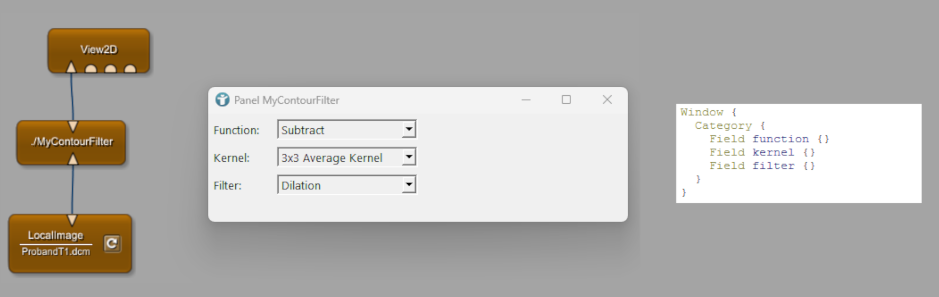 View2D
./MyContourFilter
LocalImage
ProbandT1.dcm
Panel MyContourFilter
Function: Subtract
Kernel: 3x3 Average Kernel
Filter: Dilation
Window {
  Category {
    Field function {}
    Field kernel {}
    Field filter {}
  }
}